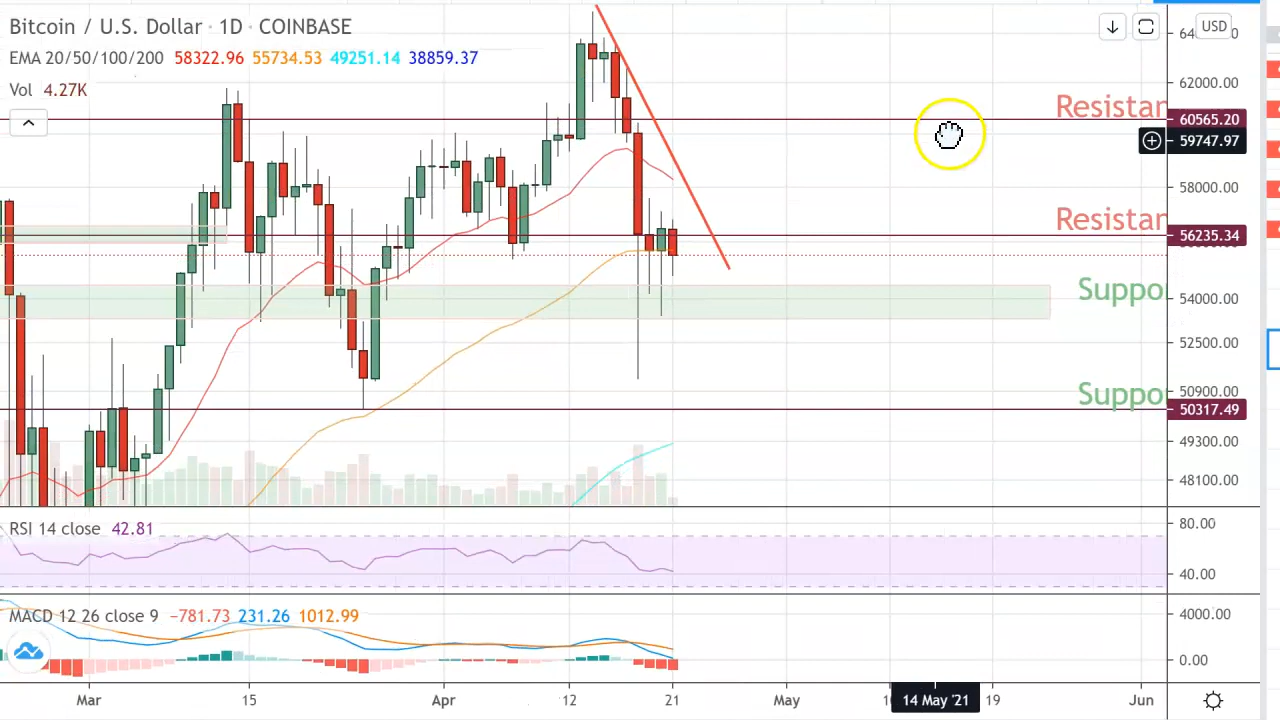 Bitcoin / U.S. Dollar · 1D · COINBASE
USD
EMA 20/50/100/200 58322.96 55734.53 49251.14 38859.37
Vol 4.27K
62000.00
Resistan
60565.20
59747.97
58000.00
Resistan
56235.34
Suppo
54000.00
52500.00
50900.00
Suppo
50317.49
49300.00
48100.00
RSI 14 close 42.81
80.00
40.00
MACD 12 26 close 9 −781.73 231.26 1012.99
4000.00
0.00
Mar 15 Apr 12 21 May 14 May '21 19 Jun